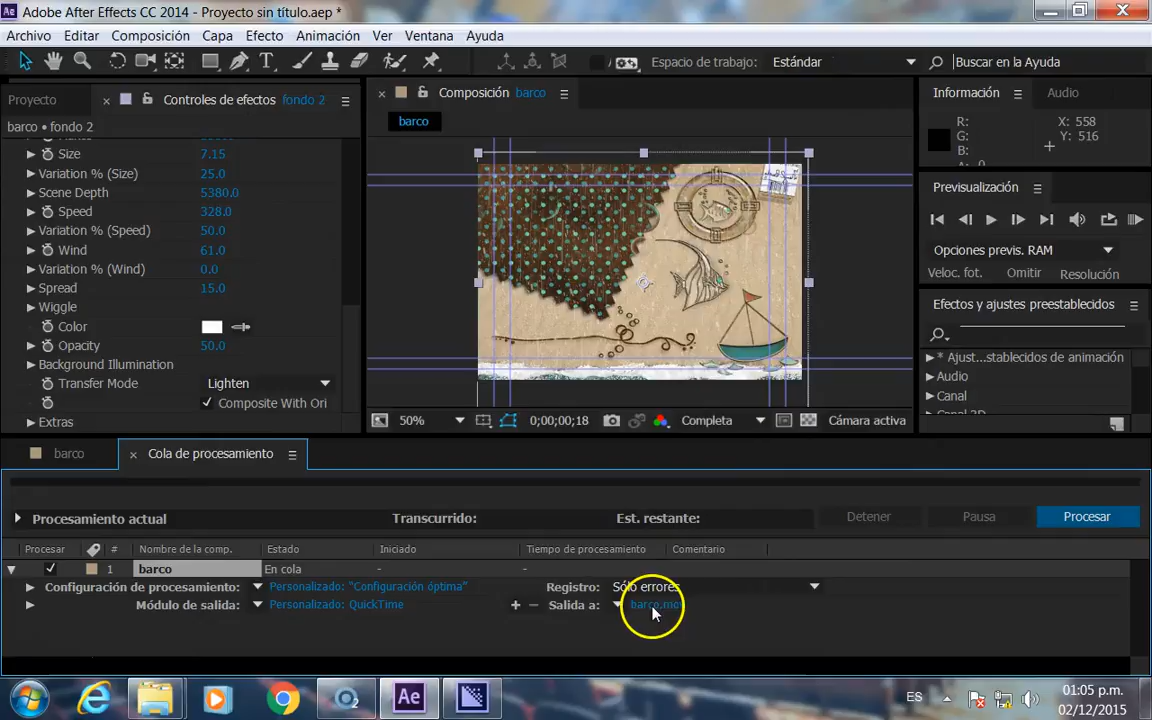 Adobe After Effects CC 2014 - Proyecto sin título.aep *
Archivo Editar Composición Capa Efecto Animación Ver Ventana Ayuda
Espacio de trabajo: Estándar Buscar en la Ayuda
Proyecto Controles de efectos fondo 2
Composición barco
Información Audio
barco • fondo 2
barco
R: X: 558
G: Y: 516
B:
Size 7.15
Variation % (Size) 25.0
Scene Depth 5380.0
Speed 328.0
Variation % (Speed) 50.0
Wind 61.0
Variation % (Wind) 0.0
Spread 15.0
Wiggle
Color
Opacity 50.0
Background Illumination
Transfer Mode Lighten
Composite With Ori
Extras
Previsualización
Opciones previs. RAM
Veloc. fot. Omitir Resolución
Efectos y ajustes preestablecidos
* Ajust...stablecidos de animación
Audio
Canal
50% 0;00;00;18 Completa Cámara activa
barco Cola de procesamiento
Procesamiento actual Transcurrido: Est. restante: Detener Pausa Procesar
Procesar # Nombre de la comp. Estado Iniciado Tiempo de procesamiento Comentario
1 barco En cola - -
Configuración de procesamiento: Personalizado: "Configuración óptima" Registro: Sólo errores
Módulo de salida: Personalizado: QuickTime + − Salida a: barco.mov
Ae
ES 01:05 p.m.
02/12/2015